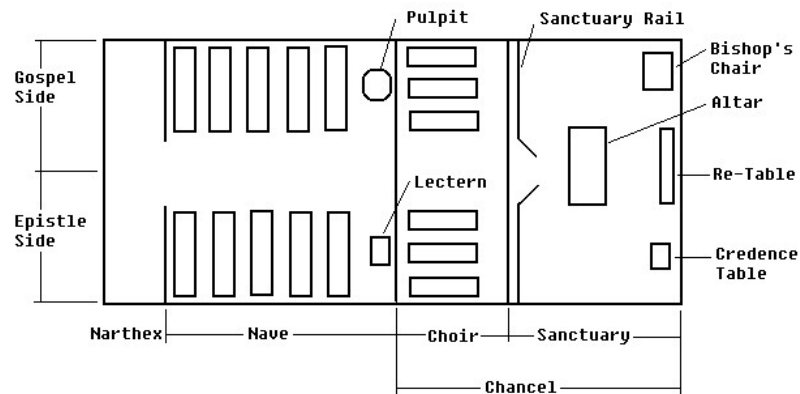 Pulpit
Sanctuary Rail
Bishop's
Chair
Gospel
Side
Altar
Lectern
Re-Table
Epistle
Side
Credence
Table
Narthex
Nave
Choir
Sanctuary
Chancel